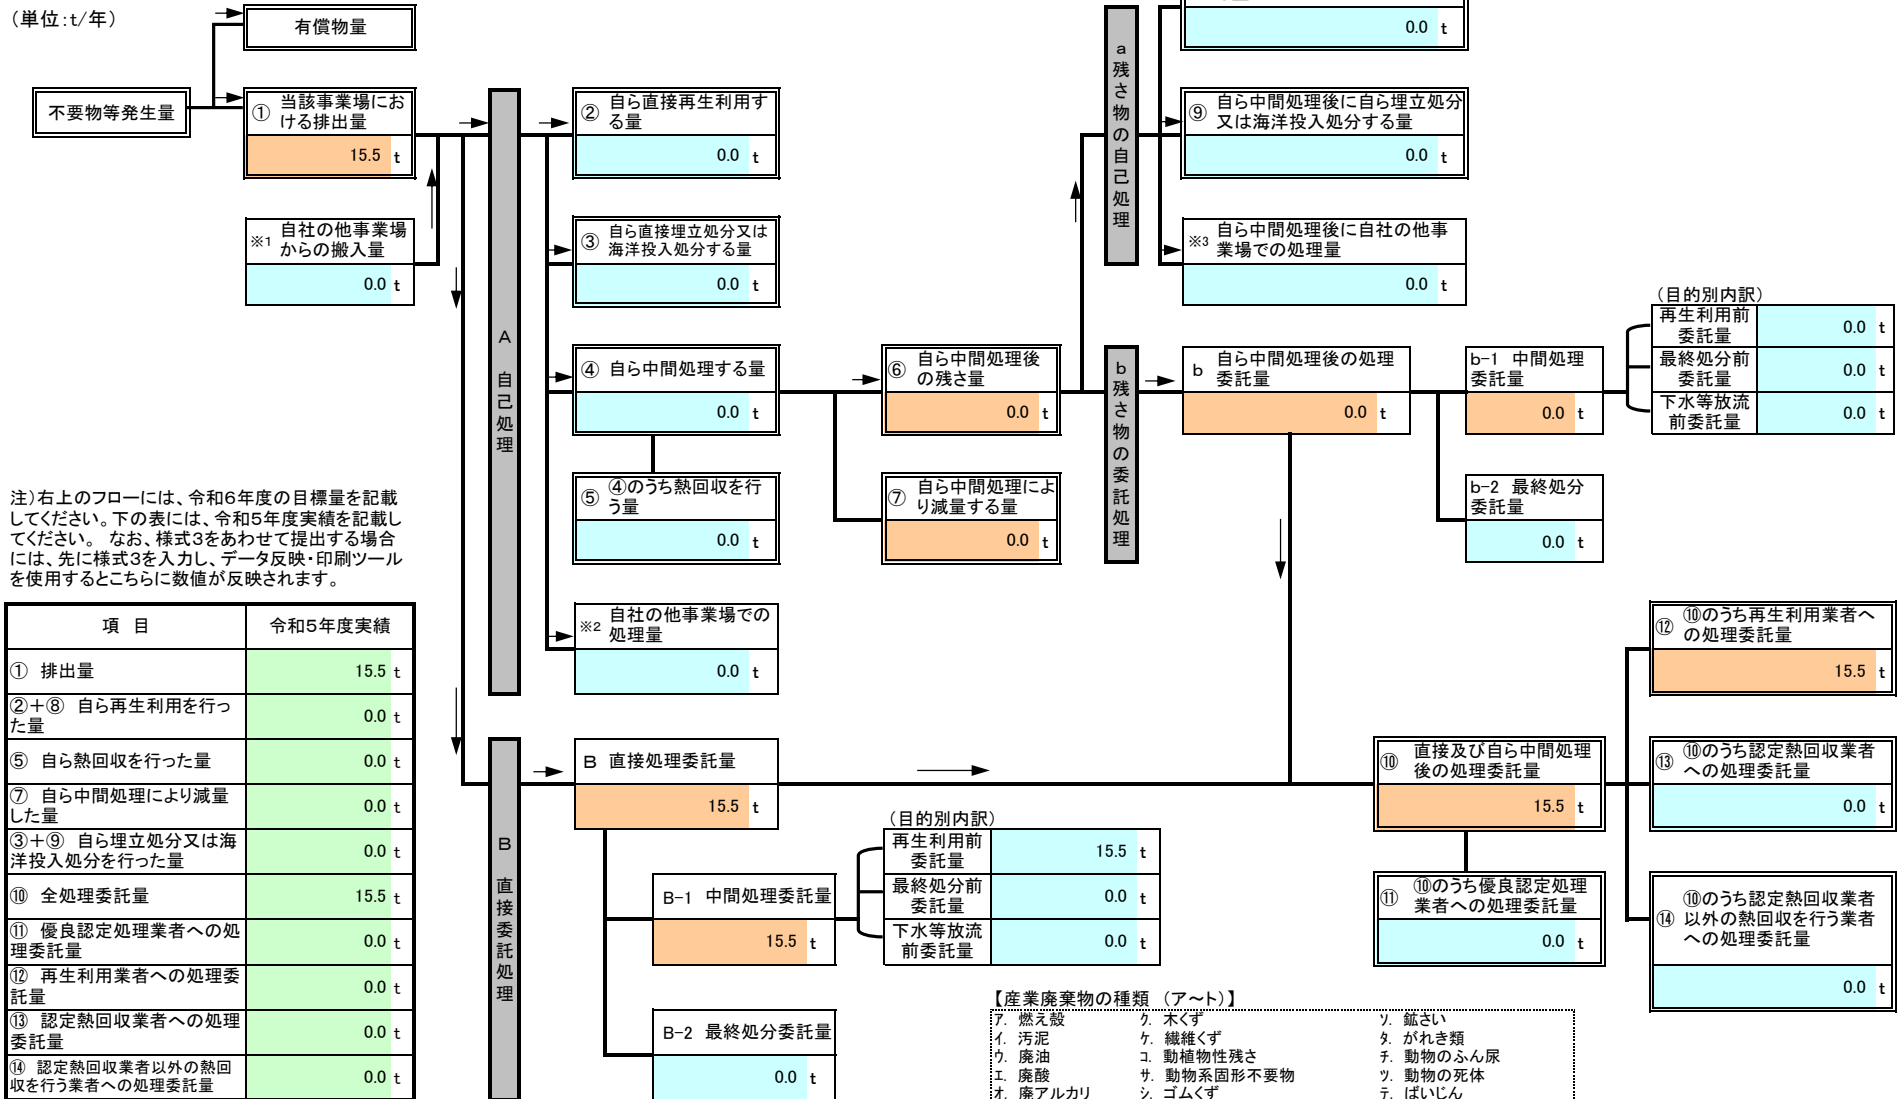 （単位:ｔ/年）
有償物量
不要物等発生量
① 当該事業場にお
ける排出量
15.5 t
※1 自社の他事業場
からの搬入量
0.0 t
A 自己処理
② 自ら直接再生利用す
る量
0.0 t
③ 自ら直接埋立処分又は
海洋投入処分する量
0.0 t
④ 自ら中間処理する量
0.0 t
⑤ ④のうち熱回収を行
う量
0.0 t
※2 自社の他事業場での
処理量
0.0 t
⑥ 自ら中間処理後
の残さ量
0.0 t
⑦ 自ら中間処理によ
り減量する量
0.0 t
a 残さ物の自己処理
0.0 t
⑨ 自ら中間処理後に自ら埋立処分
又は海洋投入処分する量
0.0 t
※3 自ら中間処理後に自社の他事
業場での処理量
0.0 t
b 残さ物の委託処理
b 自ら中間処理後の処理
委託量
0.0 t
b-1 中間処理
委託量
0.0 t
（目的別内訳）
再生利用前
委託量
0.0 t
最終処分前
委託量
0.0 t
下水等放流
前委託量
0.0 t
b-2 最終処分
委託量
0.0 t
注）右上のフローには、令和６年度の目標量を記載
してください。下の表には、令和５年度実績を記載し
てください。 なお、様式３をあわせて提出する場合
には、先に様式３を入力し、データ反映・印刷ツール
を使用するとこちらに数値が反映されます。
項 目 令和５年度実績
① 排出量 15.5 t
②＋⑧ 自ら再生利用を行っ
た量 0.0 t
⑤ 自ら熱回収を行った量 0.0 t
⑦ 自ら中間処理により減量
した量 0.0 t
③＋⑨ 自ら埋立処分又は海
洋投入処分を行った量 0.0 t
⑩ 全処理委託量 15.5 t
⑪ 優良認定処理業者への処
理委託量 0.0 t
⑫ 再生利用業者への処理委
託量 0.0 t
⑬ 認定熱回収業者への処理
委託量 0.0 t
⑭ 認定熱回収業者以外の熱回
収を行う業者への処理委託量 0.0 t
B 直接委託処理
B 直接処理委託量
15.5 t
B-1 中間処理委託量
15.5 t
（目的別内訳）
再生利用前
委託量
15.5 t
最終処分前
委託量
0.0 t
下水等放流
前委託量
0.0 t
B-2 最終処分委託量
0.0 t
⑩ 直接及び自ら中間処理
後の処理委託量
15.5 t
⑪ ⑩のうち優良認定処理
業者への処理委託量
0.0 t
⑫ ⑩のうち再生利用業者へ
の処理委託量
15.5 t
⑬ ⑩のうち認定熱回収業者
への処理委託量
0.0 t
⑭ ⑩のうち認定熱回収業者
以外の熱回収を行う業者
への処理委託量
0.0 t
【産業廃棄物の種類 （ア～ト）】
ア. 燃え殻 ク. 木くず ソ. 鉱さい
イ. 汚泥 ケ. 繊維くず タ. がれき類
ウ. 廃油 コ. 動植物性残さ チ. 動物のふん尿
エ. 廃酸 サ. 動物系固形不要物 ツ. 動物の死体
オ. 廃アルカリ シ. ゴムくず テ. ばいじん